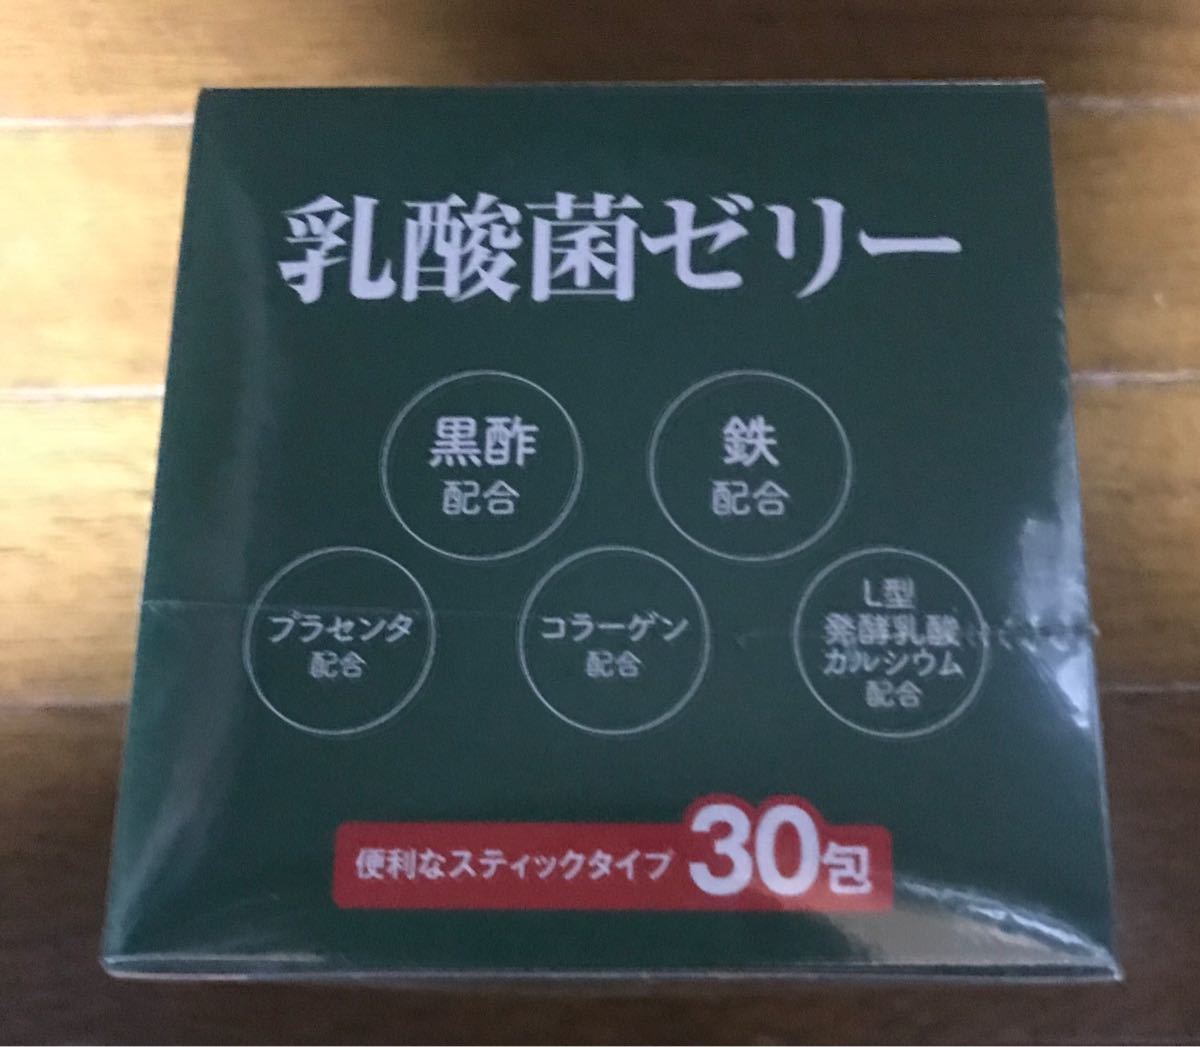 乳酸菌ゼリー
黒酢
配合
鉄
配合
プラセンタ
配合
コラーゲン
配合
L型
発酵乳酸
カルシウム
配合
便利なスティックタイプ30包